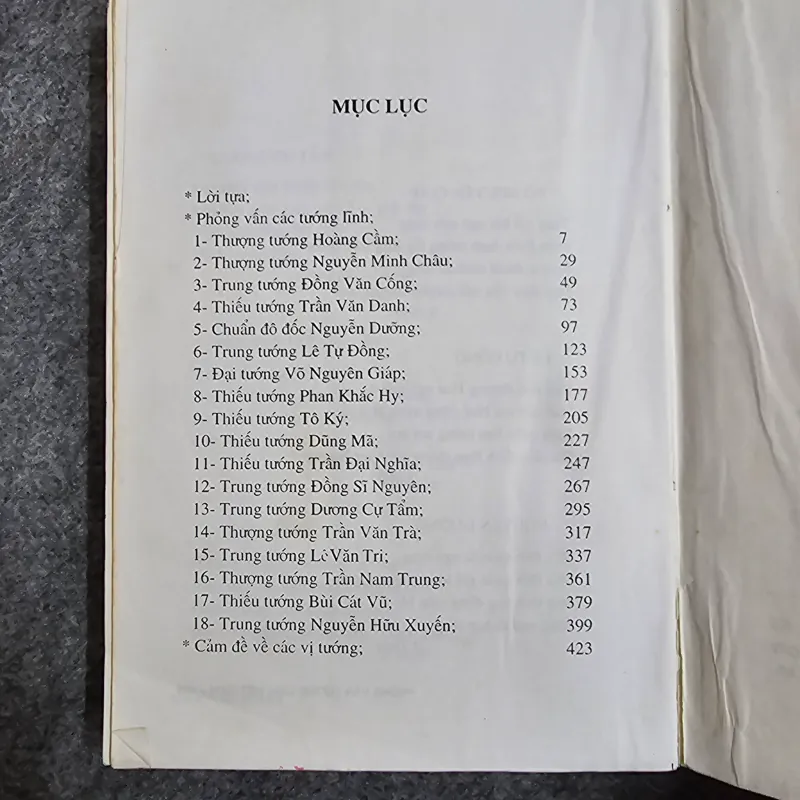 MỤC LỤC
* Lời tựa;
* Phỏng vấn các tướng lĩnh;
1- Thượng tướng Hoàng Cầm; 7
2- Thượng tướng Nguyễn Minh Châu; 29
3- Trung tướng Đồng Văn Cống; 49
4- Thiếu tướng Trần Văn Danh; 73
5- Chuẩn đô đốc Nguyễn Dưỡng; 97
6- Trung tướng Lê Tự Đồng; 123
7- Đại tướng Võ Nguyên Giáp; 153
8- Thiếu tướng Phan Khắc Hy; 177
9- Thiếu tướng Tô Ký; 205
10- Thiếu tướng Dũng Mã; 227
11- Thiếu tướng Trần Đại Nghĩa; 247
12- Trung tướng Đồng Sĩ Nguyên; 267
13- Trung tướng Dương Cự Tẩm; 295
14- Thượng tướng Trần Văn Trà; 317
15- Trung tướng Lê Văn Tri; 337
16- Thượng tướng Trần Nam Trung; 361
17- Thiếu tướng Bùi Cát Vũ; 379
18- Trung tướng Nguyễn Hữu Xuyến; 399
* Cảm đề về các vị tướng; 423